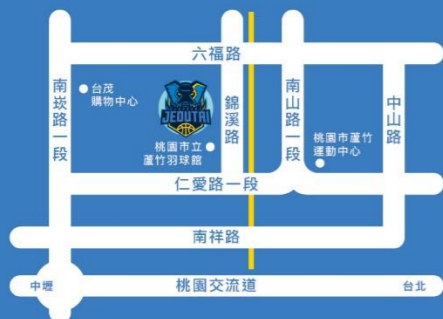 六福路
南崁路一段
台茂
購物中心
JEOUTAI
錦溪路
南山路一段
中山路
桃園市立
蘆竹羽球館
桃園市蘆竹
運動中心
仁愛路一段
南祥路
中壢
桃園交流道
台北